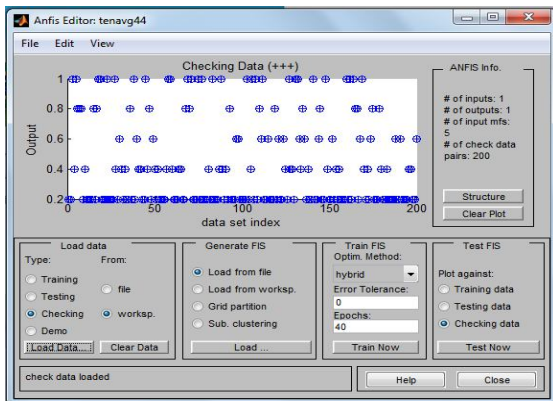 Anfis Editor: tenavg44
File Edit View
Checking Data (+++)
1
0.8
0.6
0.4
0.2
Output
0 50 100 150 200
data set index
ANFIS Info.
# of inputs: 1
# of outputs: 1
# of input mfs:
5
# of check data
pairs: 200
Structure
Clear Plot
Load data
Type: From:
Training
Testing
Checking
Demo
file
worksp.
Load Data... Clear Data
Generate FIS
Load from file
Load from worksp.
Grid partition
Sub. clustering
Load ...
Train FIS
Optim. Method:
hybrid
Error Tolerance:
0
Epochs:
40
Train Now
Test FIS
Plot against:
Training data
Testing data
Checking data
Test Now
check data loaded
Help Close